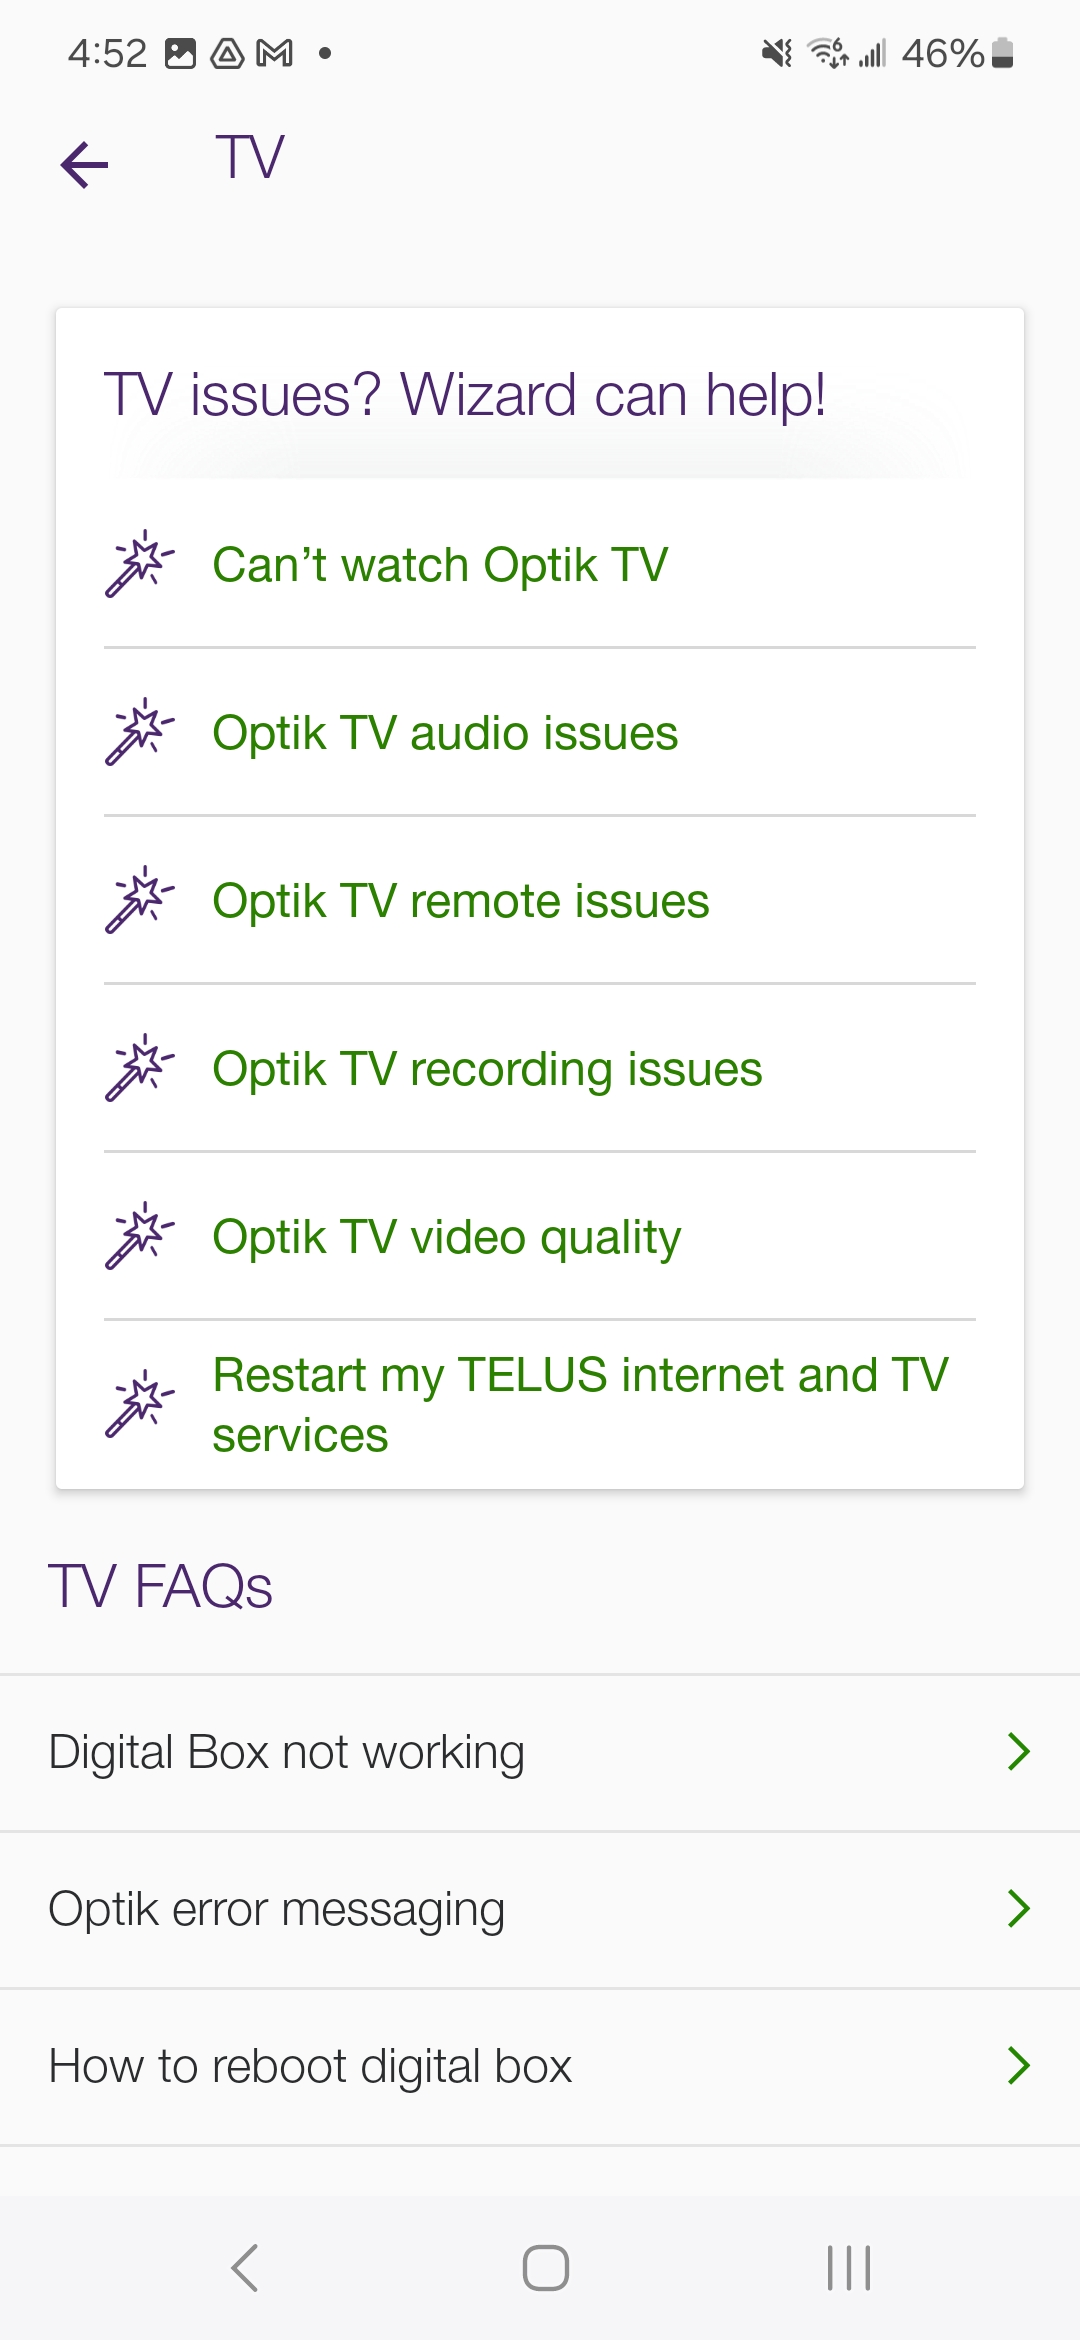 4:52
46%
TV
TV issues? Wizard can help!
Can’t watch Optik TV
Optik TV audio issues
Optik TV remote issues
Optik TV recording issues
Optik TV video quality
Restart my TELUS internet and TV
services
TV FAQs
Digital Box not working
Optik error messaging
How to reboot digital box